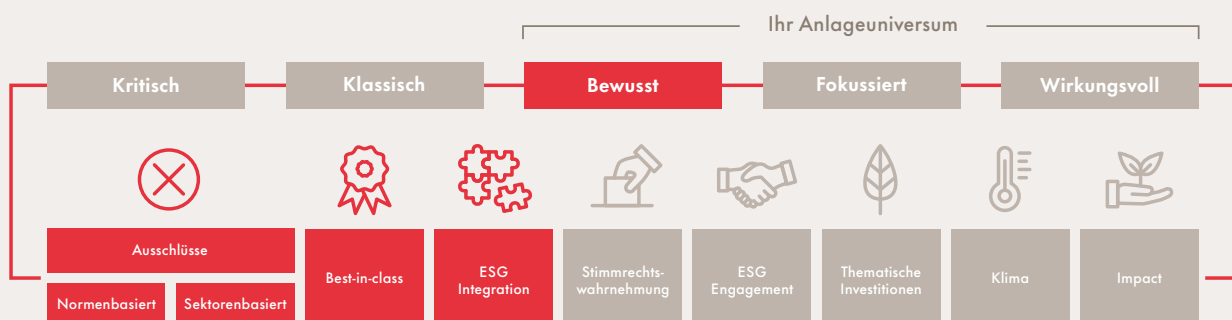 Ihr Anlageuniversum
Kritisch
Klassisch
Bewusst
Fokussiert
Wirkungsvoll
Ausschlüsse
Normenbasiert
Sektorenbasiert
Best-in-class
ESG
Integration
Stimmrechts-
wahrnehmung
ESG
Engagement
Thematische
Investitionen
Klima
Impact